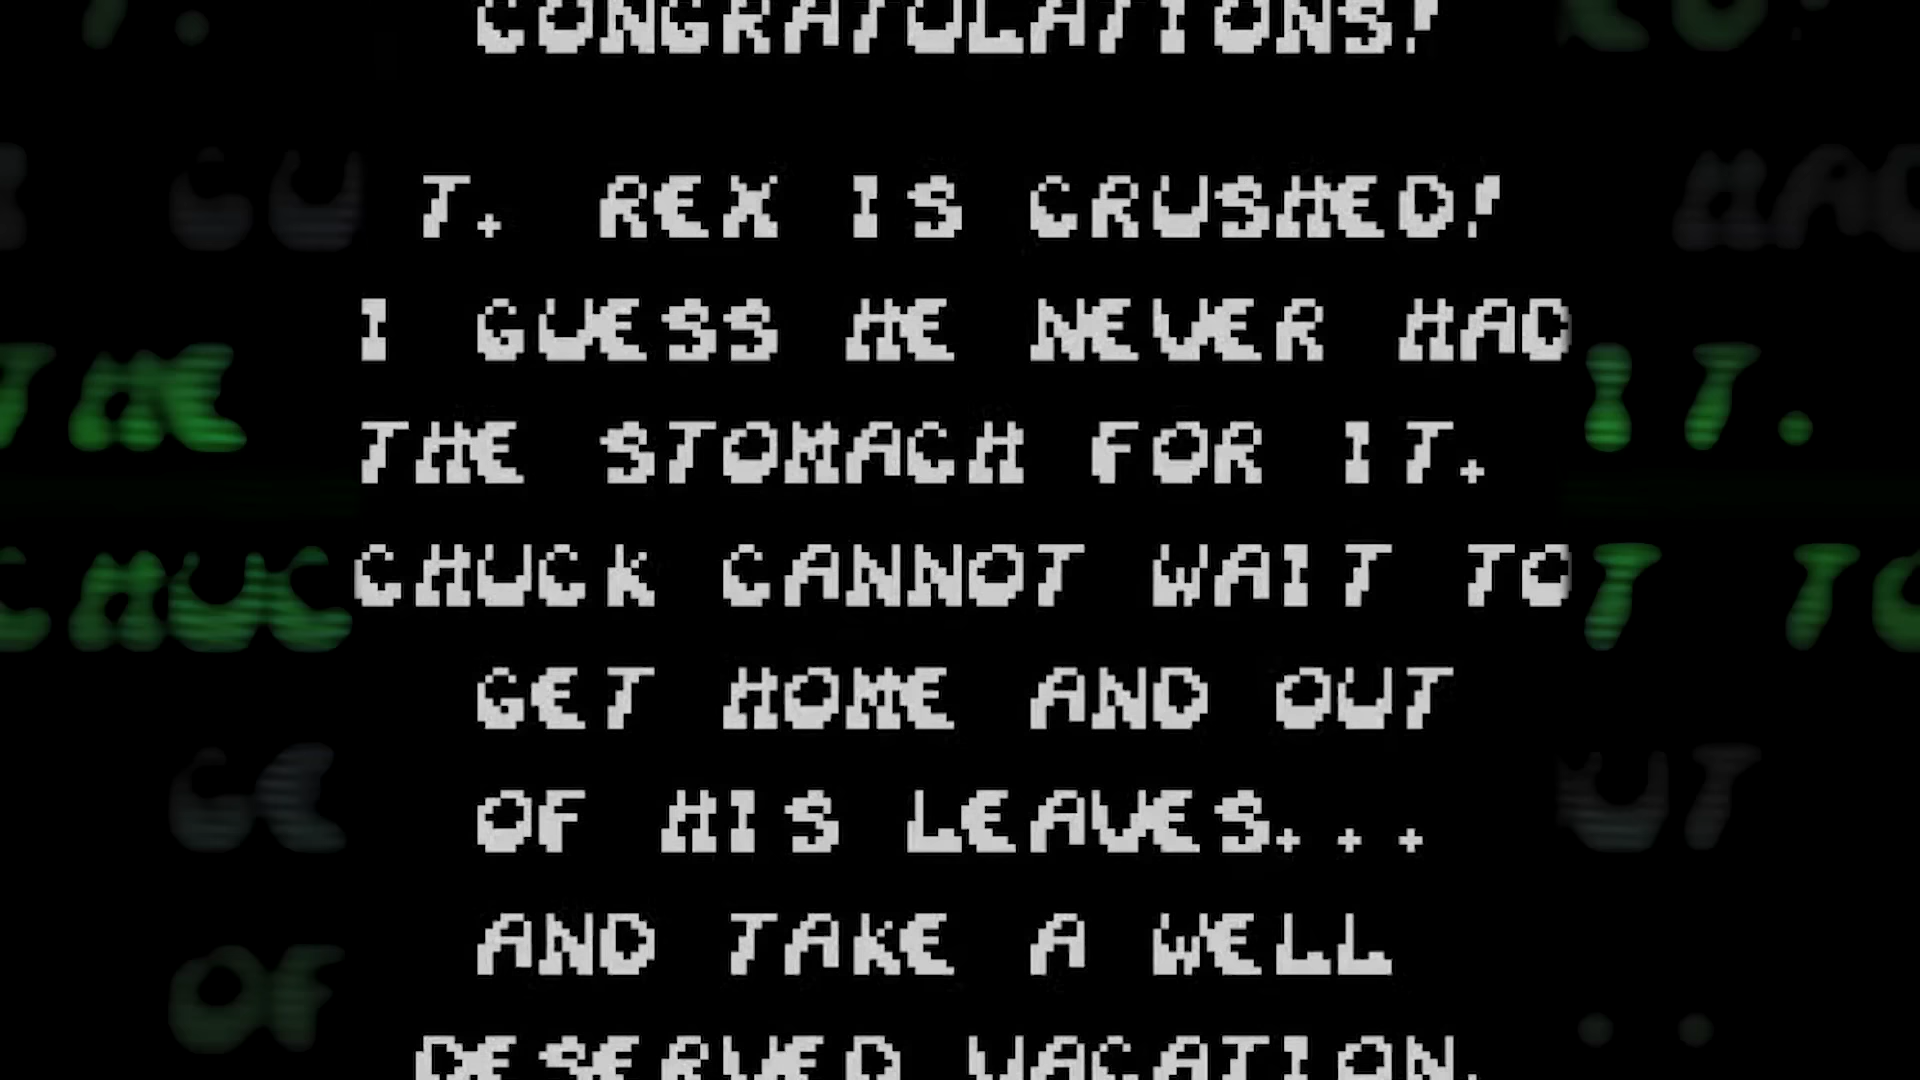 CONGRATULATIONS!
T. REX IS CRUSHED!
I GUESS HE NEVER HAD
THE STOMACH FOR IT.
CHUCK CANNOT WAIT TO
GET HOME AND OUT
OF HIS LEAVES...
AND TAKE A WELL
DESERVED VACATION.